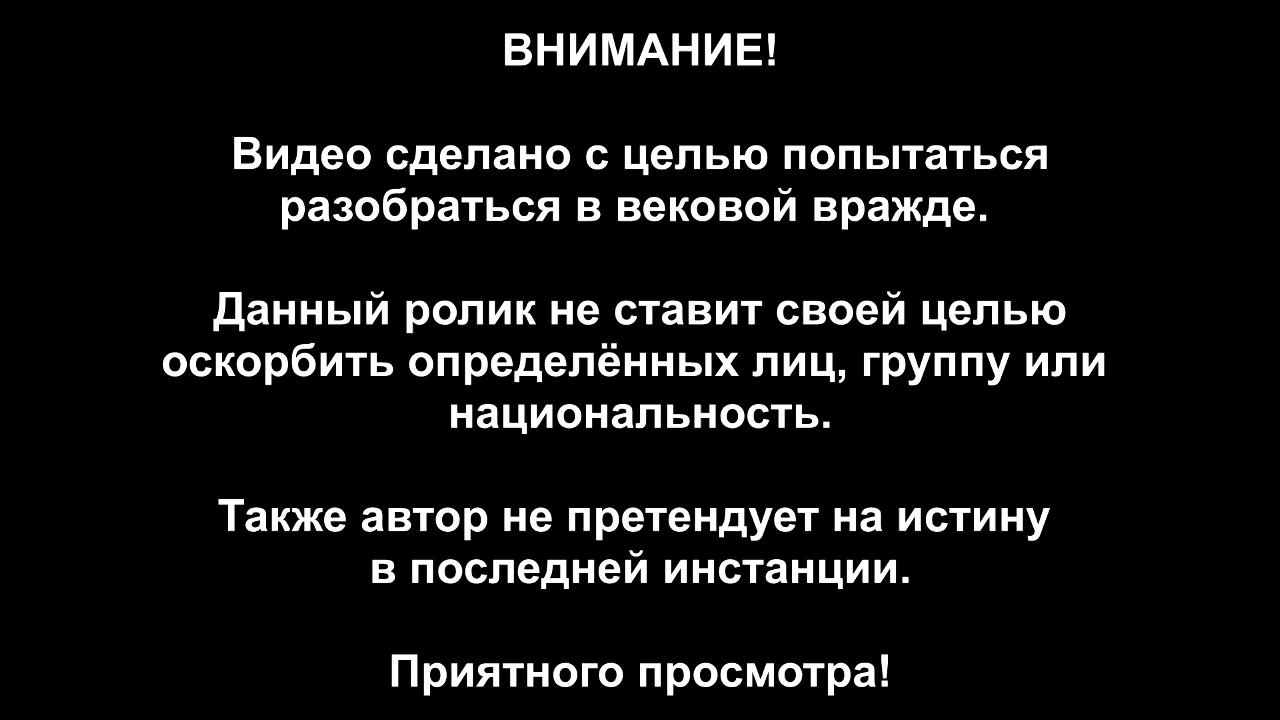 ВНИМАНИЕ!
Видео сделано с целью попытаться
разобраться в вековой вражде.
Данный ролик не ставит своей целью
оскорбить определённых лиц, группу или
национальность.
Также автор не претендует на истину
в последней инстанции.
Приятного просмотра!